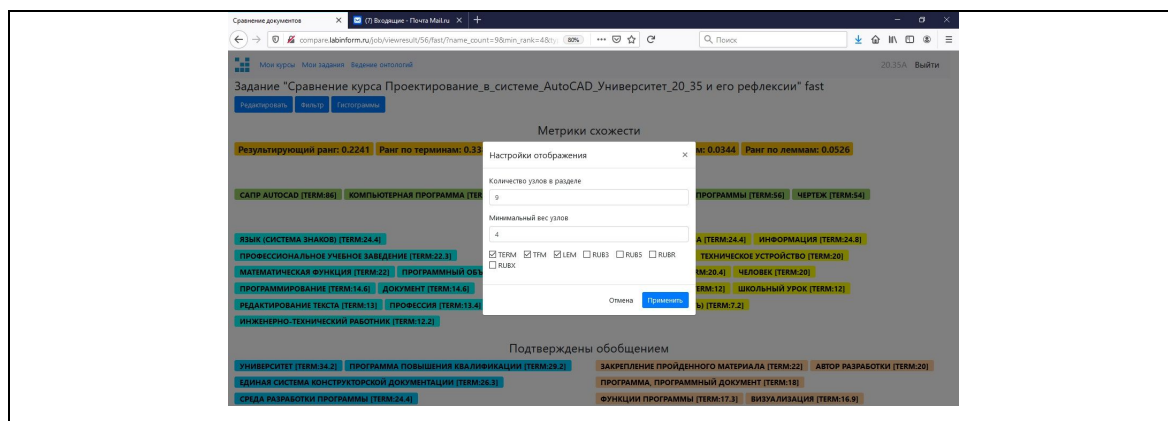 Сравнение документов
(7) Входящие - Почта Mail.ru
compare.labinform.ru/job/viewresult/56/fast/?name_count=9&min_rank=4&ty
80%
Поиск
Мои курсы Мои задания Ведение онтологий
20.35А Выйти
Задание "Сравнение курса Проектирование_в_системе_AutoCAD_Университет_20_35 и его рефлексии" fast
Редактировать Фильтр Гистограммы
Метрики схожести
Результирующий ранг: 0.2241 Ранг по терминам: 0.33 м: 0.0344 Ранг по леммам: 0.0526
Настройки отображения
Количество узлов в разделе
9
Минимальный вес узлов
4
TERM TFM LEM RUB3 RUB5 RUBR
RUBX
Отмена Применить
САПР AUTOCAD [TERM:86] КОМПЬЮТЕРНАЯ ПРОГРАММА [TER ПРОГРАММЫ [TERM:56] ЧЕРТЕЖ [TERM:54]
ЯЗЫК (СИСТЕМА ЗНАКОВ) [TERM:24.4] А [TERM:24.4] ИНФОРМАЦИЯ [TERM:24.8]
ПРОФЕССИОНАЛЬНОЕ УЧЕБНОЕ ЗАВЕДЕНИЕ [TERM:22.3] ТЕХНИЧЕСКОЕ УСТРОЙСТВО [TERM:20]
МАТЕМАТИЧЕСКАЯ ФУНКЦИЯ [TERM:22] ПРОГРАММНЫЙ ОБЪ RM:20.4] ЧЕЛОВЕК [TERM:20]
ПРОГРАММИРОВАНИЕ [TERM:14.6] ДОКУМЕНТ [TERM:14.6] ERM:12] ШКОЛЬНЫЙ УРОК [TERM:12]
РЕДАКТИРОВАНИЕ ТЕКСТА [TERM:13] ПРОФЕССИЯ [TERM:13.4] Ь) [TERM:7.2]
ИНЖЕНЕРНО-ТЕХНИЧЕСКИЙ РАБОТНИК [TERM:12.2]
Подтверждены обобщением
УНИВЕРСИТЕТ [TERM:34.2] ПРОГРАММА ПОВЫШЕНИЯ КВАЛИФИКАЦИИ [TERM:29.2] ЗАКРЕПЛЕНИЕ ПРОЙДЕННОГО МАТЕРИАЛА [TERM:22] АВТОР РАЗРАБОТКИ [TERM:20]
ЕДИНАЯ СИСТЕМА КОНСТРУКТОРСКОЙ ДОКУМЕНТАЦИИ [TERM:26.3] ПРОГРАММА, ПРОГРАММНЫЙ ДОКУМЕНТ [TERM:18]
СРЕДА РАЗРАБОТКИ ПРОГРАММЫ [TERM:24.4] ФУНКЦИИ ПРОГРАММЫ [TERM:17.3] ВИЗУАЛИЗАЦИЯ [TERM:16.9]